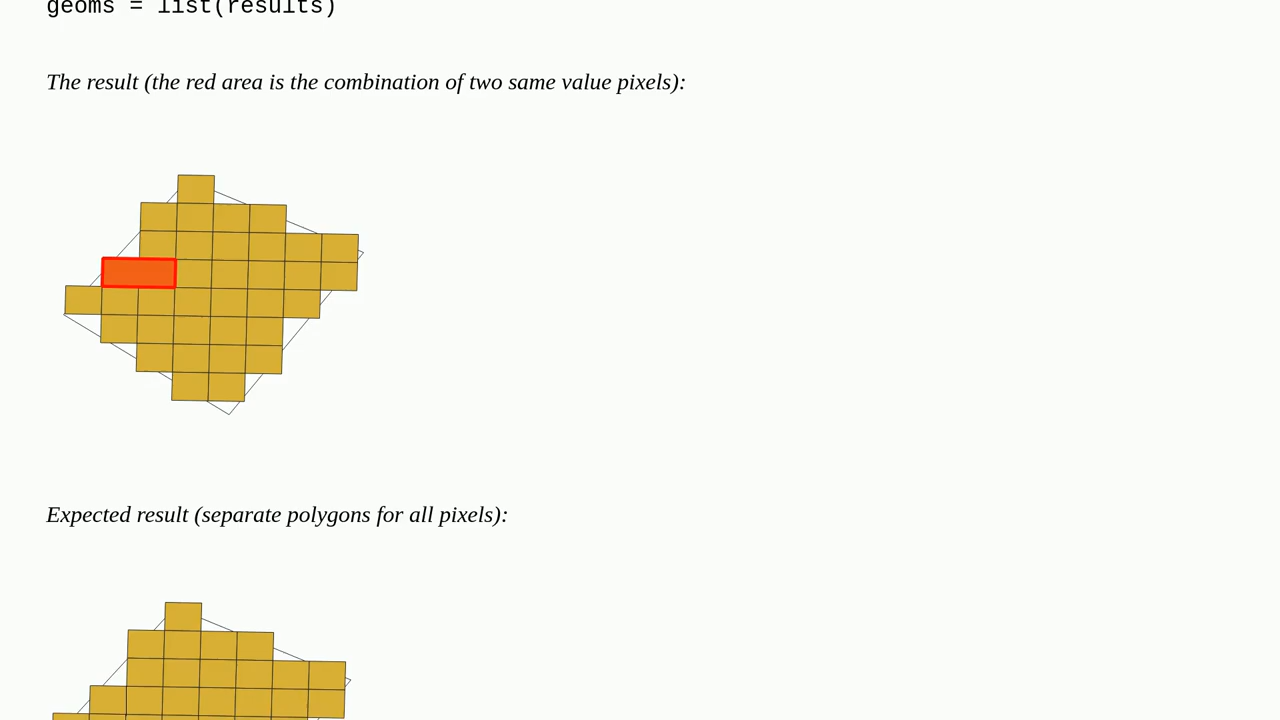 geoms = list(results)
The result (the red area is the combination of two same value pixels):
Expected result (separate polygons for all pixels):